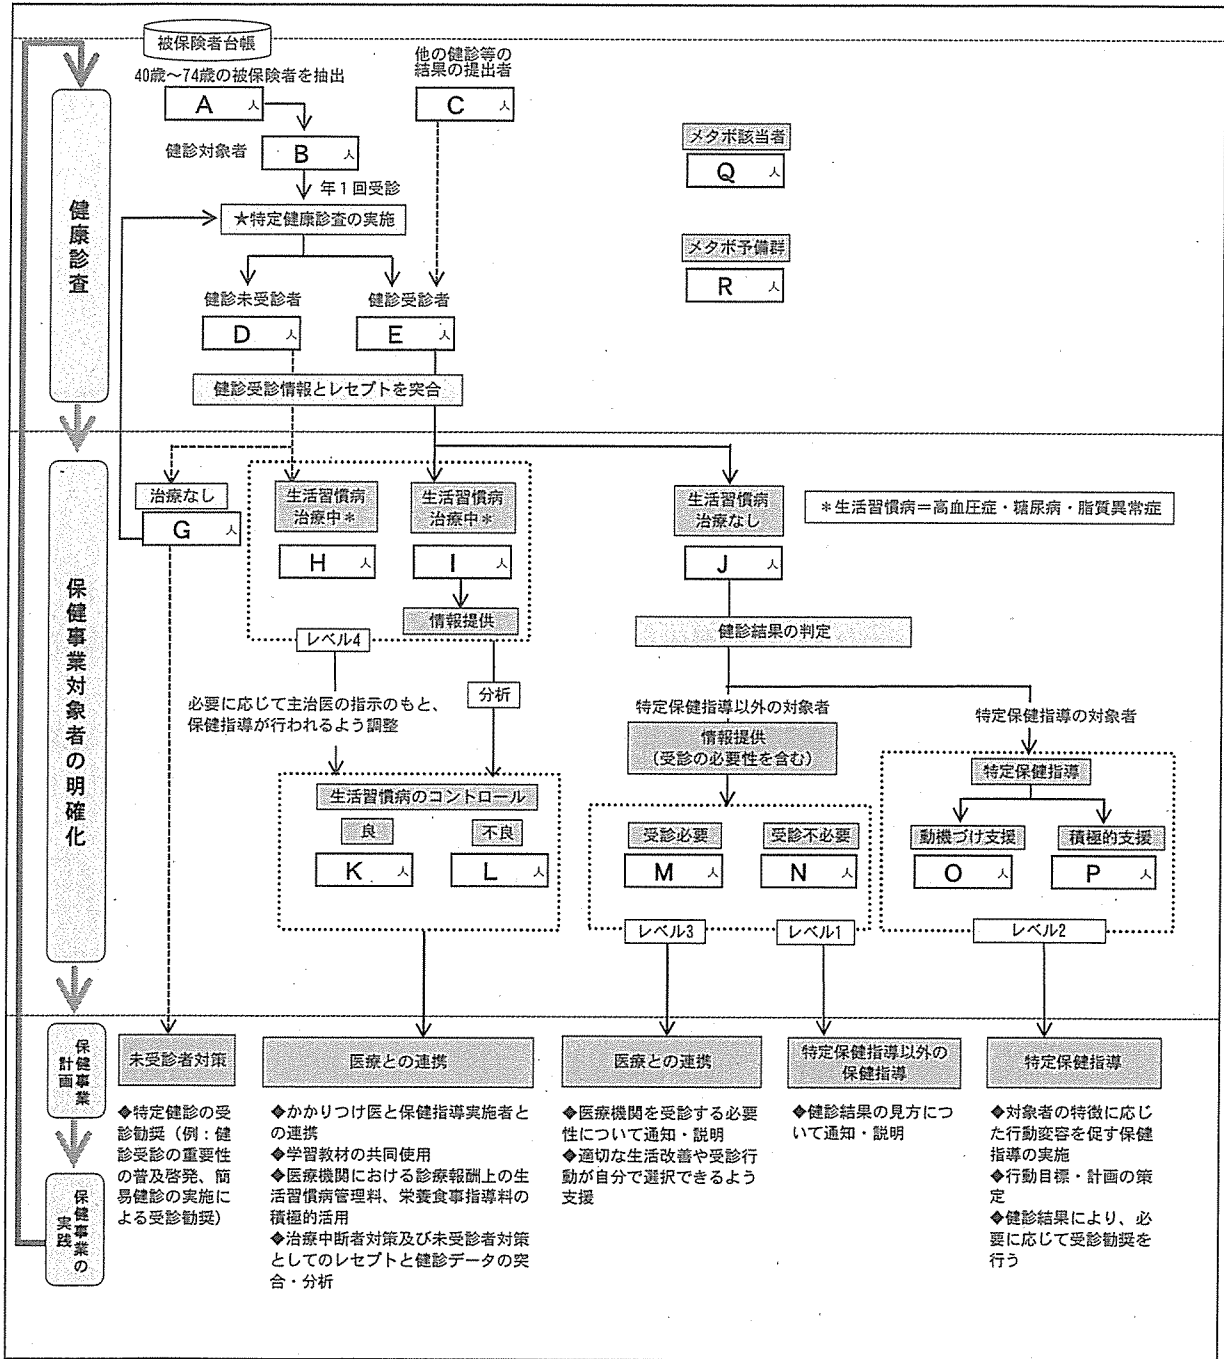 被保険者台帳
40歳～74歳の被保険者を抽出
A 人
他の健診等の
結果の提出者
C 人
健診対象者
B 人
年1回受診
★特定健康診査の実施
メタボ該当者
Q 人
メタボ予備群
R 人
健康診査
健診未受診者
D 人
健診受診者
E 人
健診受診情報とレセプトを突合
治療なし
G 人
生活習慣病
治療中＊
H 人
生活習慣病
治療中＊
I 人
情報提供
レベル4
生活習慣病
治療なし
J 人
＊生活習慣病＝高血圧症・糖尿病・脂質異常症
健診結果の判定
保健事業対象者の明確化
必要に応じて主治医の指示のもと、
保健指導が行われるよう調整
分析
特定保健指導以外の対象者
情報提供
（受診の必要性を含む）
特定保健指導の対象者
特定保健指導
生活習慣病のコントロール
良
K 人
不良
L 人
受診必要
M 人
受診不必要
N 人
動機づけ支援
O 人
積極的支援
P 人
レベル3
レベル1
レベル2
保健事業
計画
保健事業の
実践
未受診者対策
◆特定健診の受
診勧奨（例：健
診受診の重要性
の普及啓発、簡
易健診の実施に
よる受診勧奨）
医療との連携
◆かかりつけ医と保健指導実施者と
の連携
◆学習教材の共同使用
◆医療機関における診療報酬上の生
活習慣病管理料、栄養食事指導料の
積極的活用
◆治療中断者対策及び未受診者対策
としてのレセプトと健診データの突
合・分析
医療との連携
◆医療機関を受診する必要
性について通知・説明
◆適切な生活改善や受診行
動が自分で選択できるよう
支援
特定保健指導以外の
保健指導
◆健診結果の見方につ
いて通知・説明
特定保健指導
◆対象者の特徴に応じ
た行動変容を促す保健
指導の実施
◆行動目標・計画の策
定
◆健診結果により、必
要に応じて受診勧奨を
行う